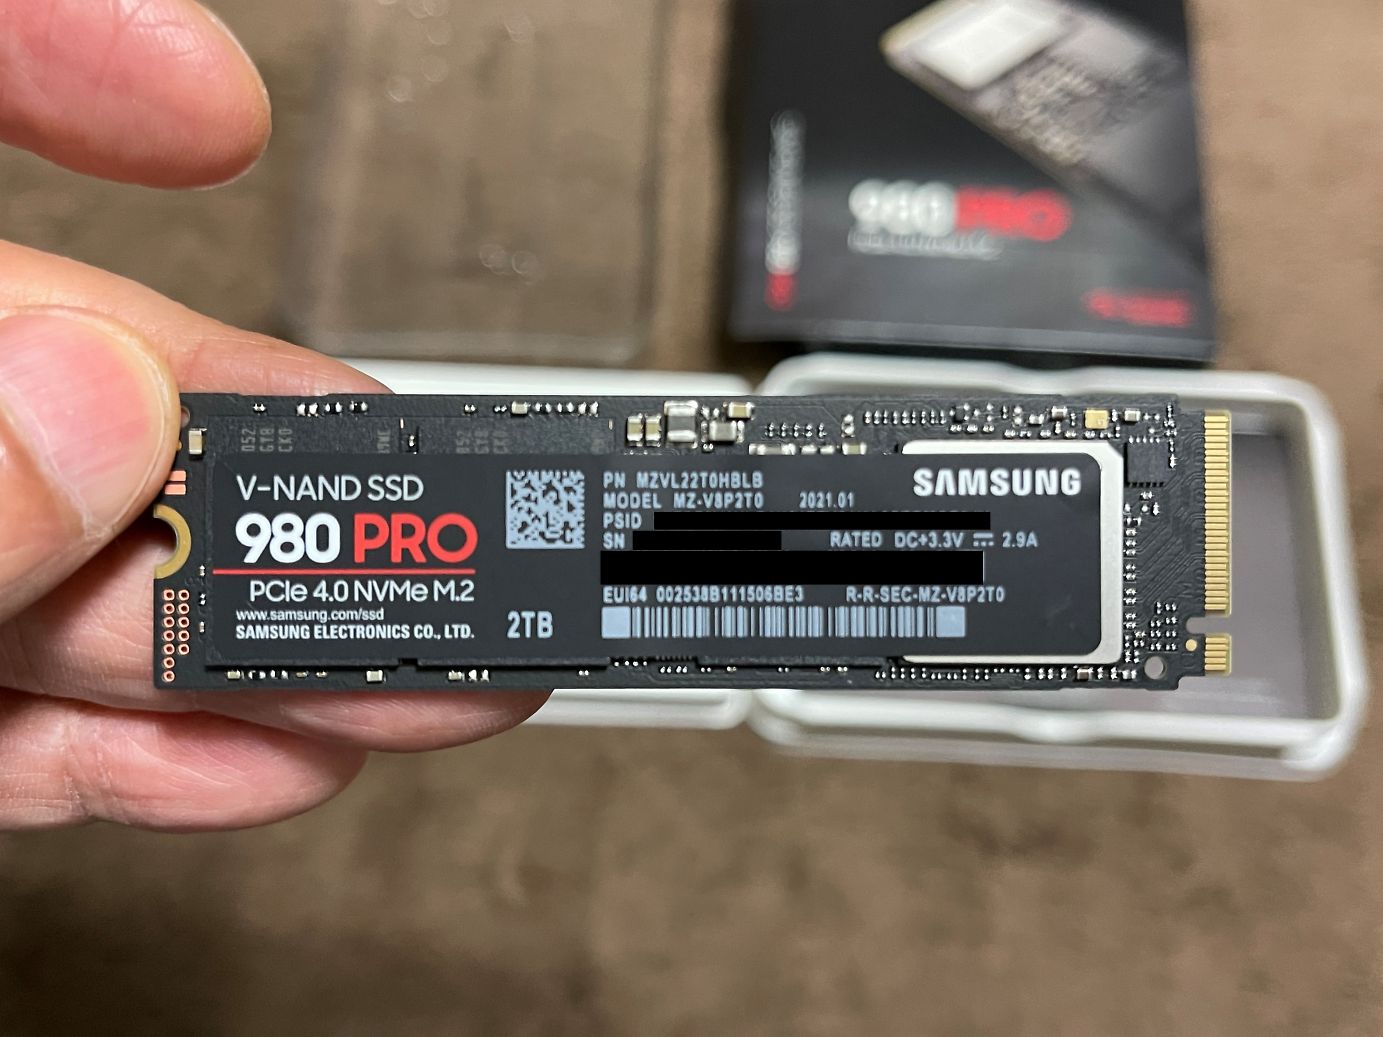 980 PRO
V-NAND SSD
980 PRO
PCIe 4.0 NVMe M.2
www.samsung.com/ssd
SAMSUNG ELECTRONICS CO., LTD.
2TB
PN MZVL22T0HBLB
MODEL MZ-V8P2T0 2021.01
PSID
SN
RATED DC+3.3V ⎓ 2.9A
EUI64 002538B111506BE3 R-R-SEC-MZ-V8P2T0
SAMSUNG